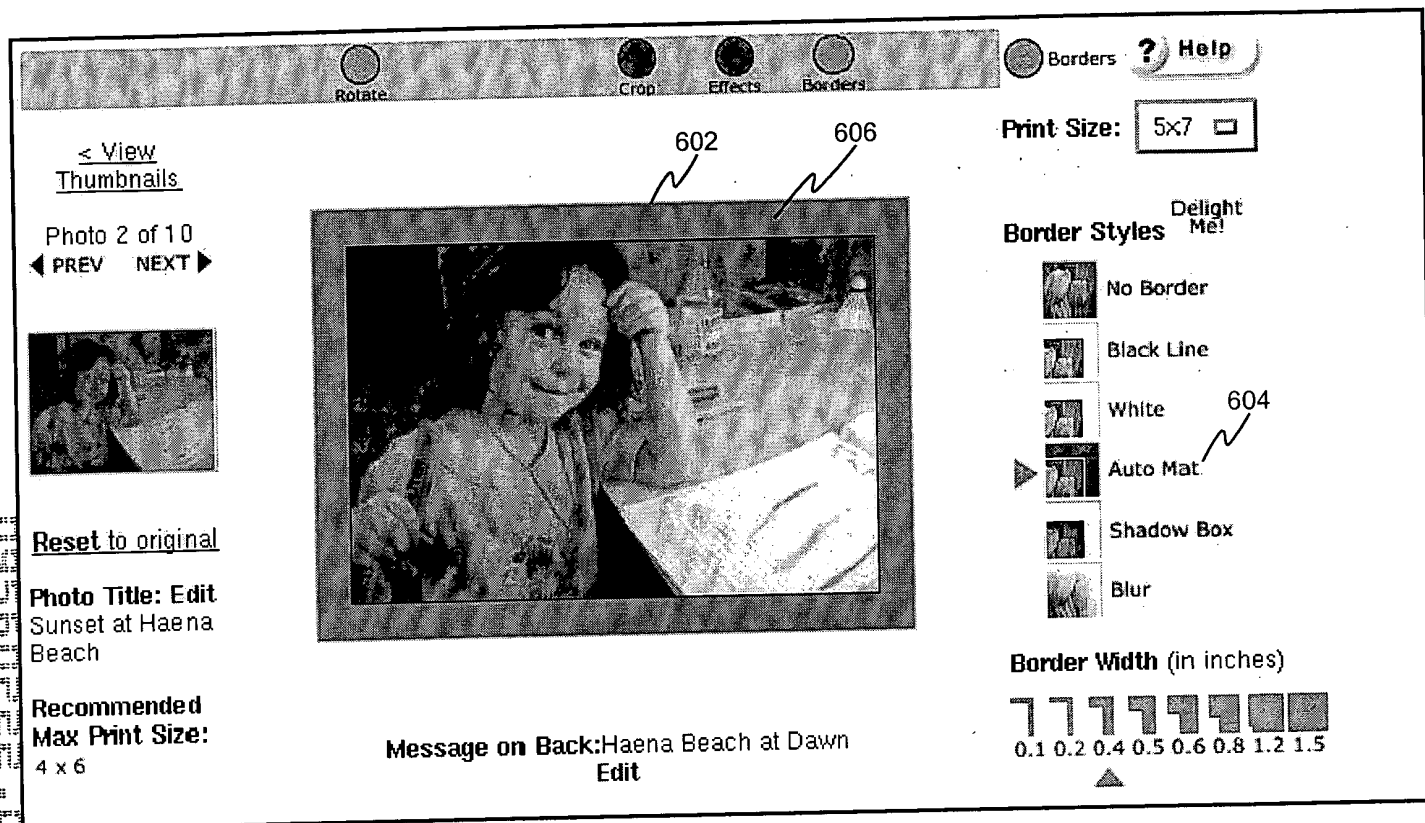 Rotate
Crop
Effects
Borders
Borders
? Help
Print Size: 5x7
602
606
< View
Thumbnails
Photo 2 of 10
PREV NEXT
Delight
Me!
Border Styles
No Border
Black Line
White
604
Auto Mat
Shadow Box
Blur
Reset to original
Photo Title: Edit
Sunset at Haena
Beach
Recommended
Max Print Size:
4 x 6
Message on Back:Haena Beach at Dawn
Edit
Border Width (in inches)
0.1 0.2 0.4 0.5 0.6 0.8 1.2 1.5